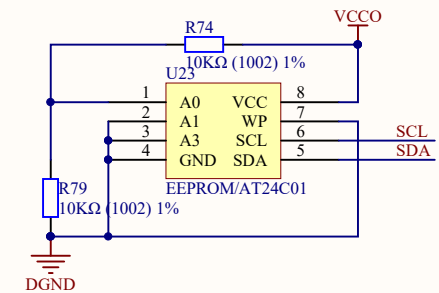 VCCO
R74
10KΩ (1002) 1%
U23
1 A0 VCC 8
2 A1 WP 7
3 A3 SCL 6 SCL
4 GND SDA 5 SDA
R79 EEPROM/AT24C01
10KΩ (1002) 1%
DGND